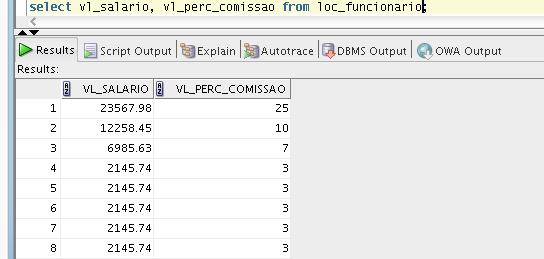 select vl_salario, vl_perc_comissao from loc_funcionario;
Results Script Output Explain Autotrace DBMS Output OWA Output
Results:
VL_SALARIO VL_PERC_COMISSAO
1 23567.98 25
2 12258.45 10
3 6985.63 7
4 2145.74 3
5 2145.74 3
6 2145.74 3
7 2145.74 3
8 2145.74 3